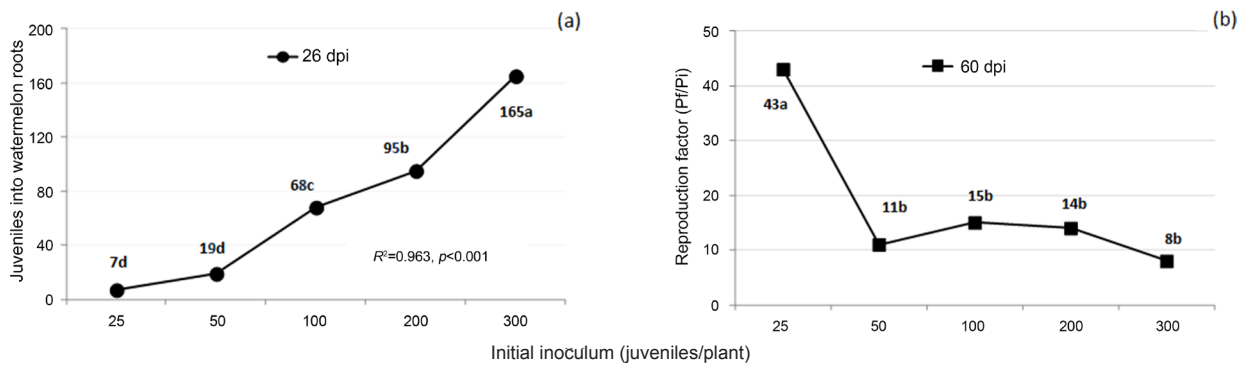 (a)
Juveniles into watermelon roots
200
160
120
80
40
0
26 dpi
7d
19d
68c
95b
165a
R²=0.963, p<0.001
25 50 100 200 300
(b)
Reproduction factor (Pf/Pi)
50
40
30
20
10
0
60 dpi
43a
11b
15b
14b
8b
25 50 100 200 300
Initial inoculum (juveniles/plant)